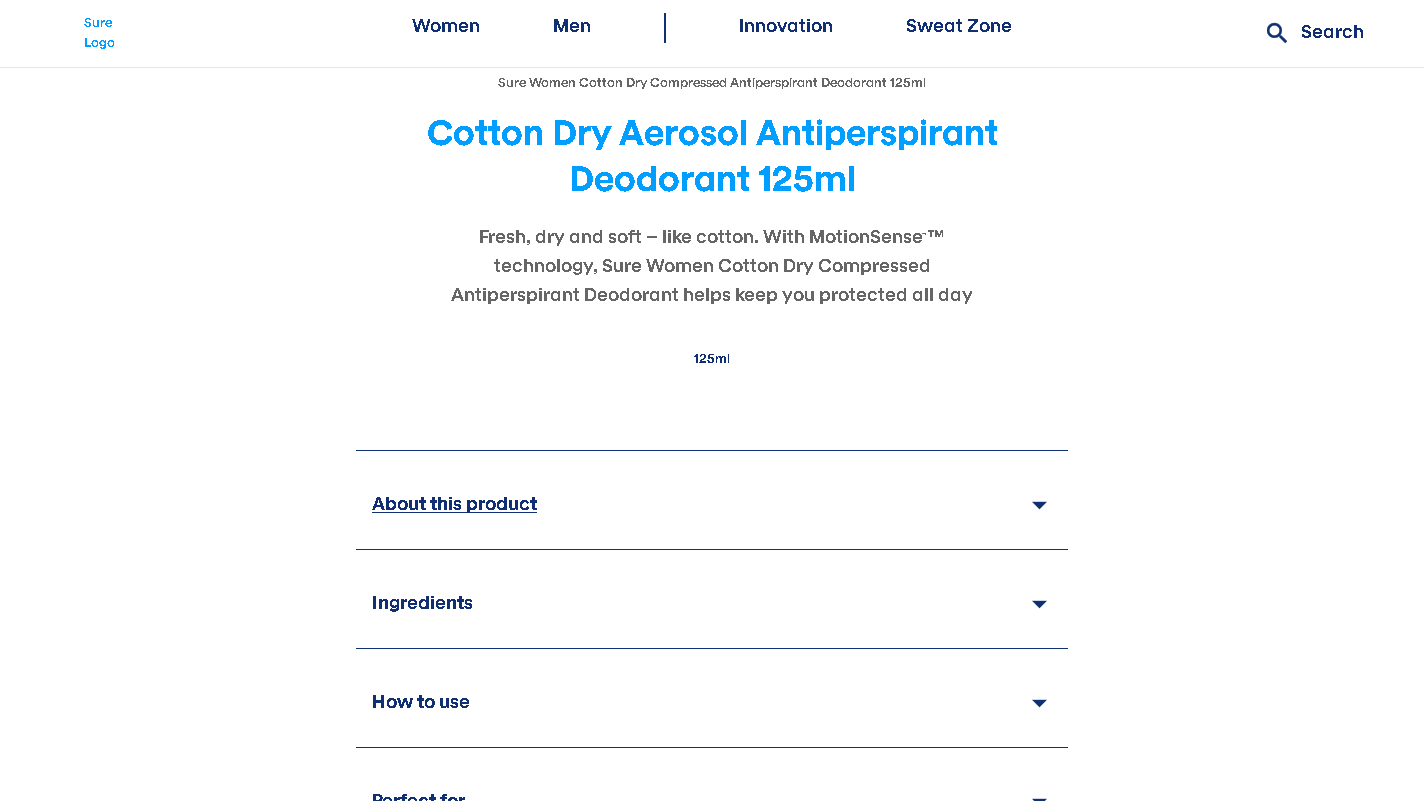 Sure
Logo
Women
Men
Innovation
Sweat Zone
Search
Sure Women Cotton Dry Compressed Antiperspirant Deodorant 125ml
Cotton Dry Aerosol Antiperspirant
Deodorant 125ml
Fresh, dry and soft – like cotton. With MotionSense™™
technology, Sure Women Cotton Dry Compressed
Antiperspirant Deodorant helps keep you protected all day
125ml
About this product
Ingredients
How to use
Perfect for